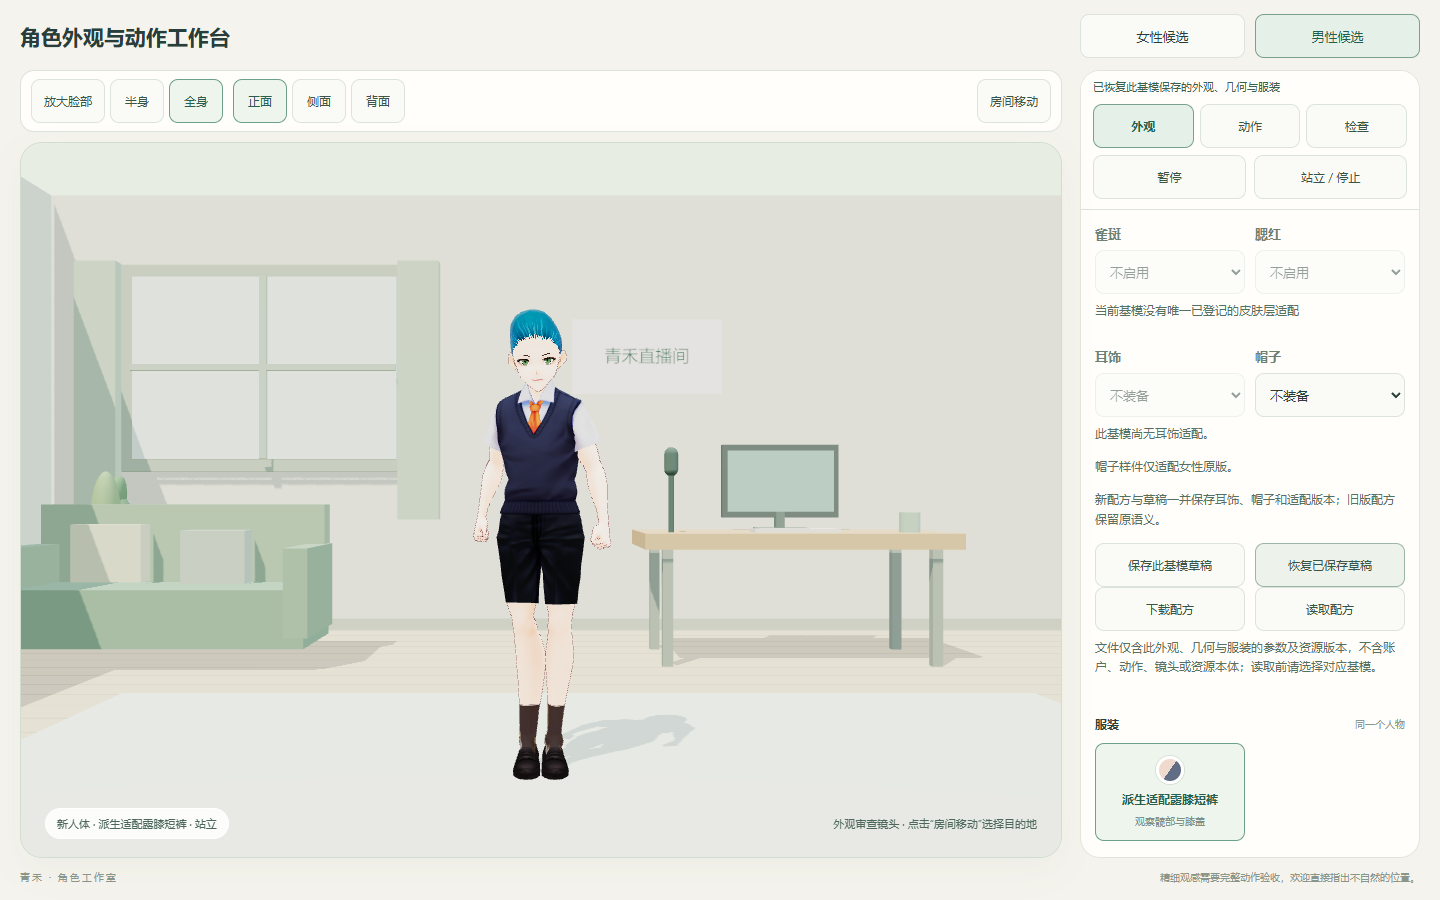 角色外观与动作工作台
女性候选
男性候选
放大脸部
半身
全身
正面
侧面
背面
房间移动
已恢复此基模保存的外观、几何与服装
外观
动作
检查
暂停
站立 / 停止
雀斑
腮红
不启用
不启用
当前基模没有唯一已登记的皮肤层适配
耳饰
帽子
不装备
不装备
此基模尚无耳饰适配。
帽子样件仅适配女性原版。
新配方与草稿一并保存耳饰、帽子和适配版本；旧版配方
保留原语义。
保存此基模草稿
恢复已保存草稿
下载配方
读取配方
文件仅含此外观、几何与服装的参数及资源版本，不含账
户、动作、镜头或资源本体；读取前请选择对应基模。
服装
同一个人物
派生适配露膝短裤
观察髋部与膝盖
青禾直播间
新人体 · 派生适配露膝短裤 · 站立
外观审查镜头 · 点击“房间移动”选择目的地
青禾 · 角色工作室
精细观感需要完整动作验收，欢迎直接指出不自然的位置。